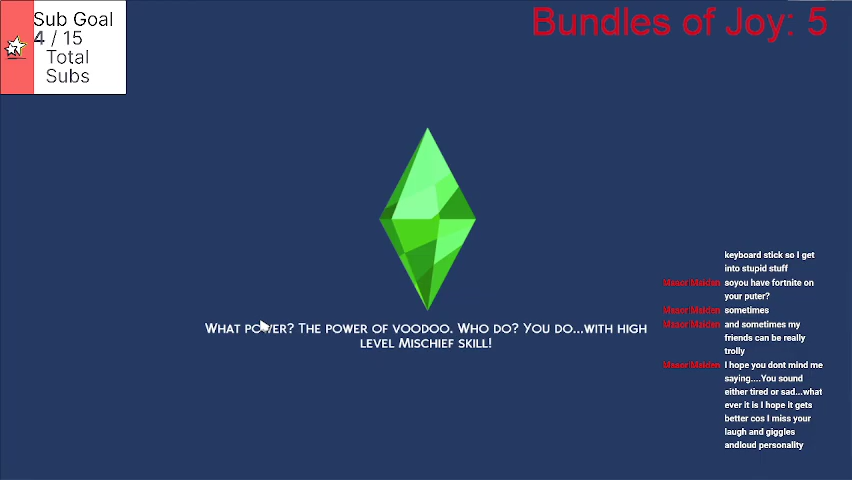 Sub Goal
4 / 15
Total
Subs
Bundles of Joy: 5
What power? The power of voodoo. Who do? You do...with high
level Mischief skill!
keyboard stick so I get
into stupid stuff
Manor Maiden soyou have fortnite on
your puter?
Manor Maiden sometimes
Manor Maiden and sometimes my
friends can be really
trolly
Manor Maiden I hope you dont mind me
saying....You sound
either tired or sad...what
ever it is I hope it gets
better cos I miss your
laugh and giggles
andloud personality